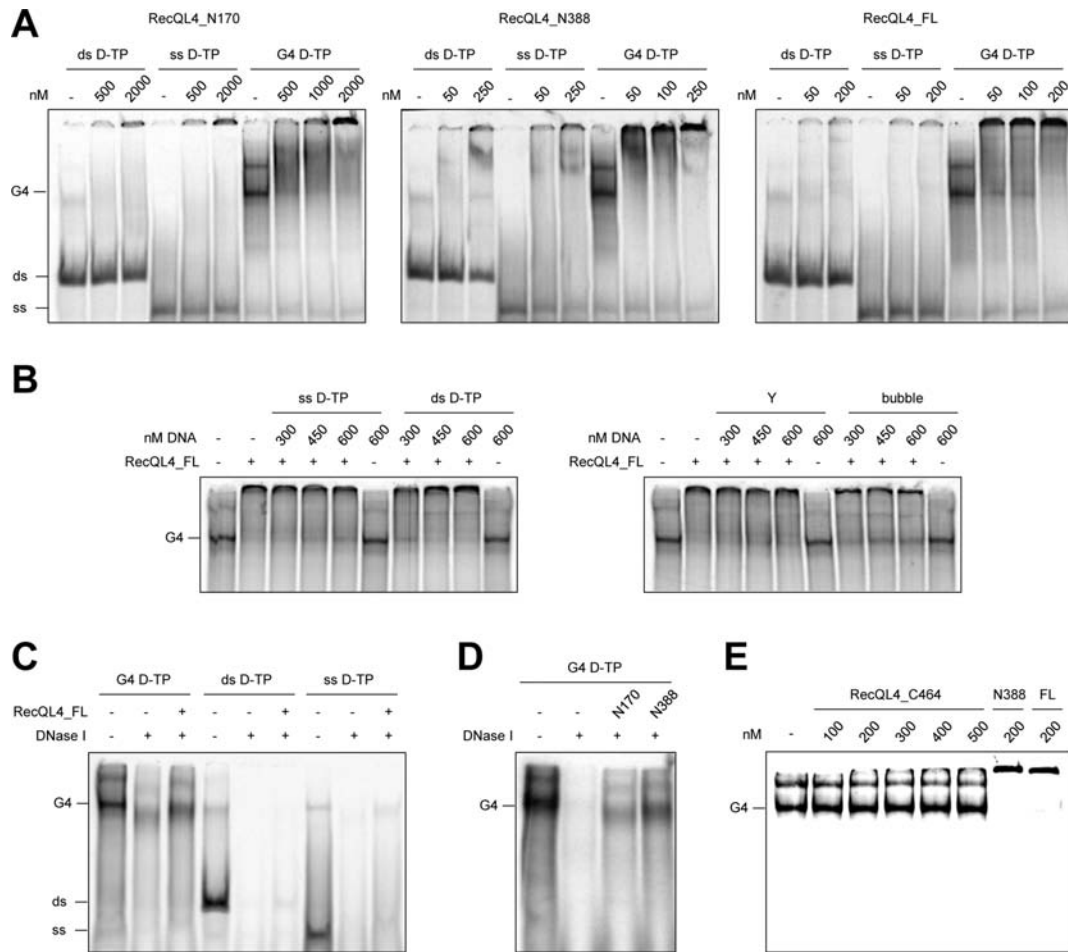 A
RecQL4_N170 RecQL4_N388 RecQL4_FL
ds D-TP ss D-TP G4 D-TP ds D-TP ss D-TP G4 D-TP ds D-TP ss D-TP G4 D-TP
nM - 500 2000 - 500 2000 - 500 1000 2000 nM - 50 250 - 50 250 - 50 100 250 nM - 50 200 - 50 200 - 50 100 200
G4
ds
ss
B
ss D-TP ds D-TP Y bubble
nM DNA - - 300 450 600 600 300 450 600 600 nM DNA - - 300 450 600 600 300 450 600 600
RecQL4_FL - + + + + - + + + - RecQL4_FL - + + + + - + + + -
G4
C
G4 D-TP ds D-TP ss D-TP
RecQL4_FL - - + - - + - - +
DNase I - + + - + + - + +
G4
ds
ss
D
G4 D-TP
- - N170 N388
DNase I - + + +
G4
E
RecQL4_C464 N388 FL
nM - 100 200 300 400 500 200 200
G4